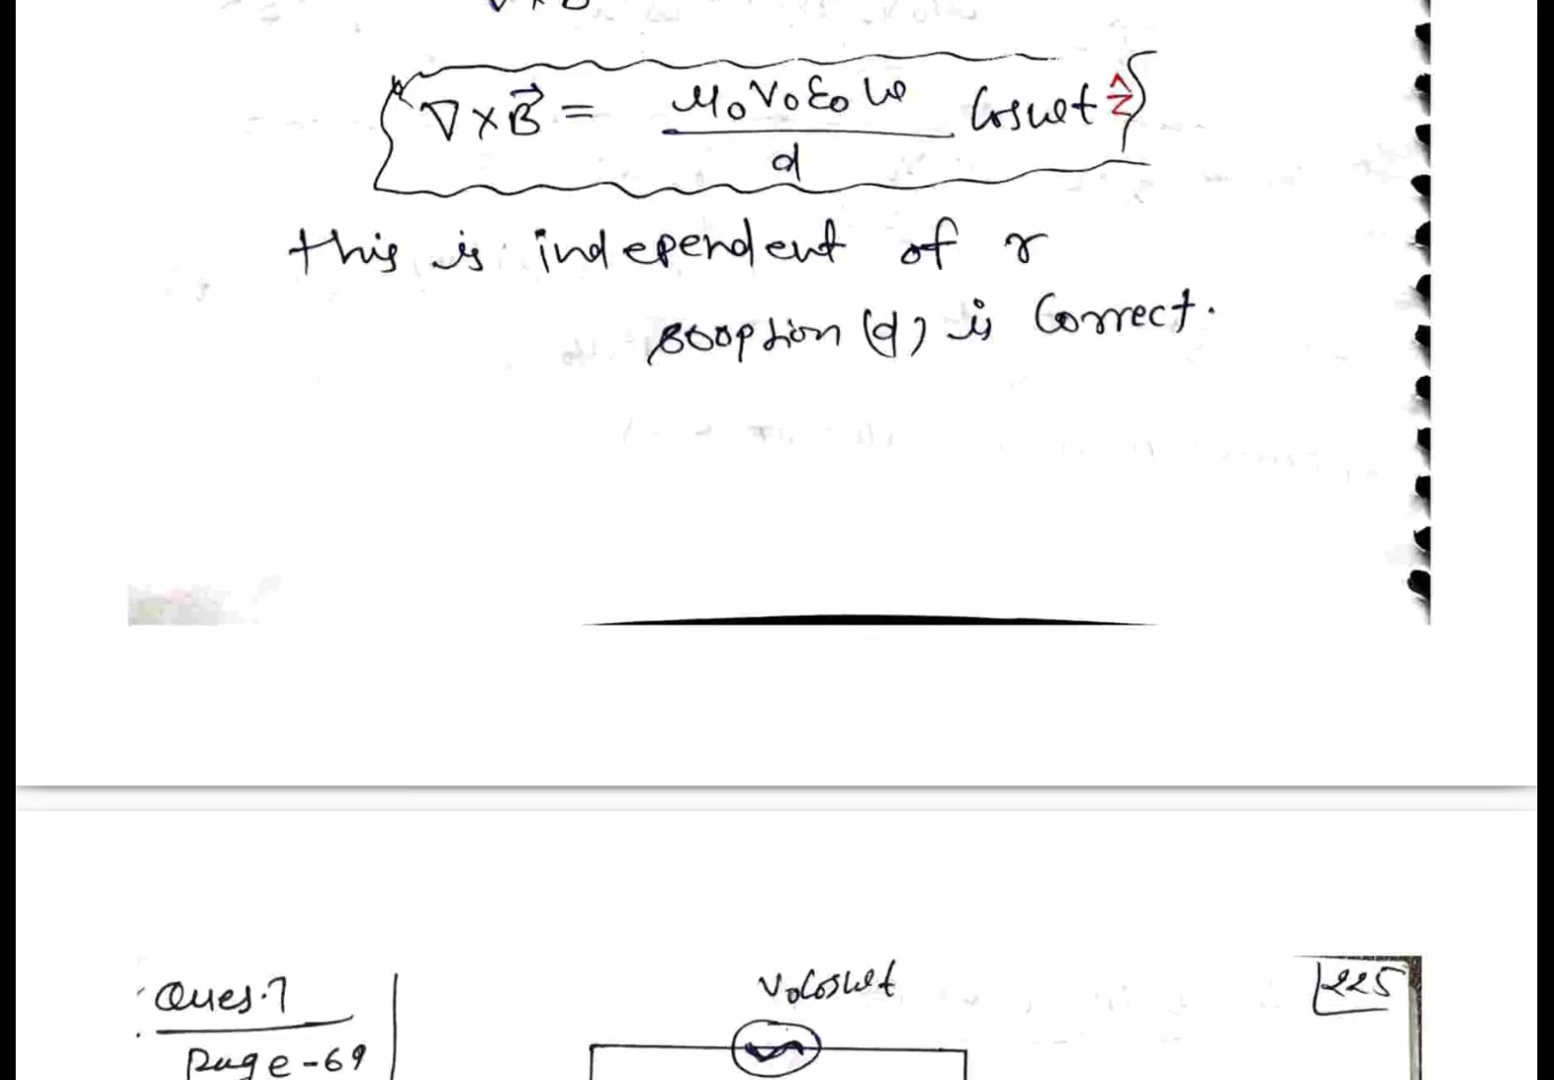 ∇×B⃗ = μ₀V₀ε₀ω / d Cosωt ẑ
this is independent of r
so option (d) is Correct.
Ques.7
Page-69
V₀Cosωt
225